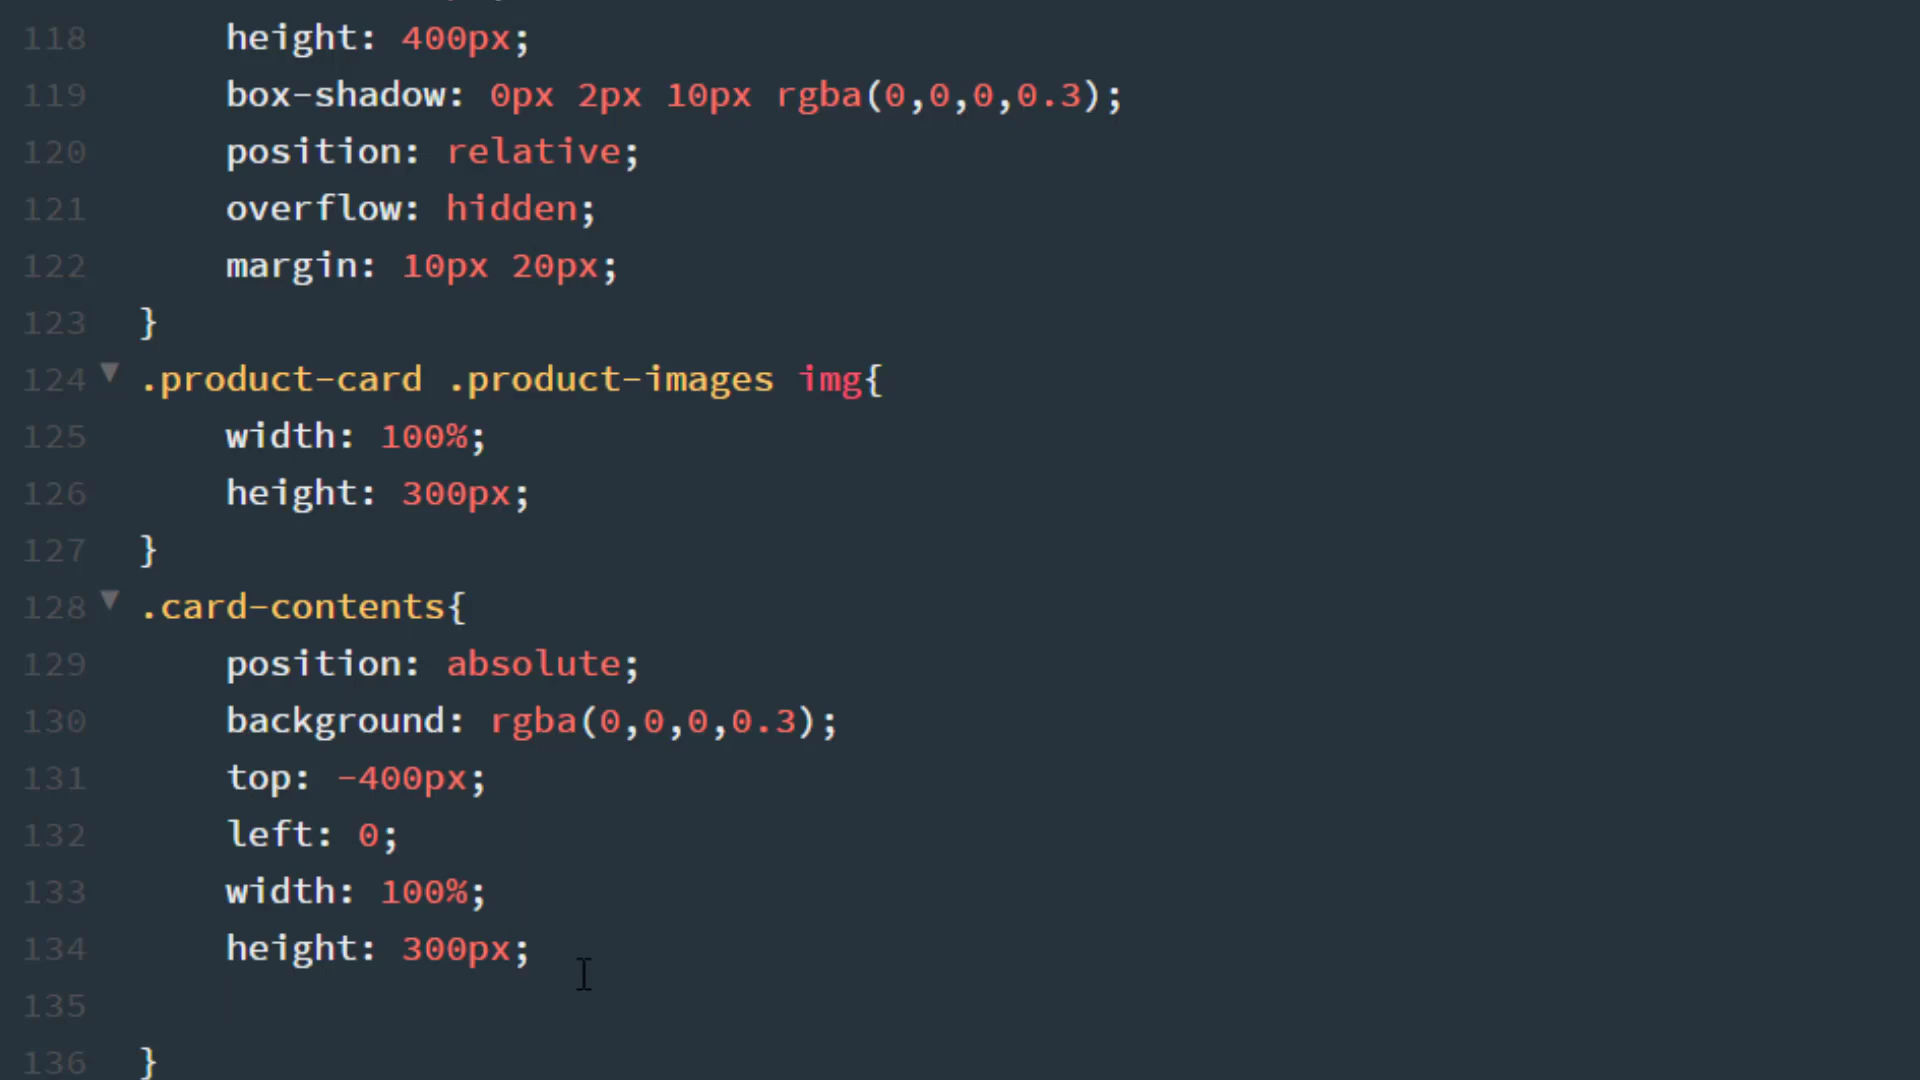 118 height: 400px;
119 box-shadow: 0px 2px 10px rgba(0,0,0,0.3);
120 position: relative;
121 overflow: hidden;
122 margin: 10px 20px;
123 }
124 .product-card .product-images img{
125 width: 100%;
126 height: 300px;
127 }
128 .card-contents{
129 position: absolute;
130 background: rgba(0,0,0,0.3);
131 top: -400px;
132 left: 0;
133 width: 100%;
134 height: 300px;
135
136 }